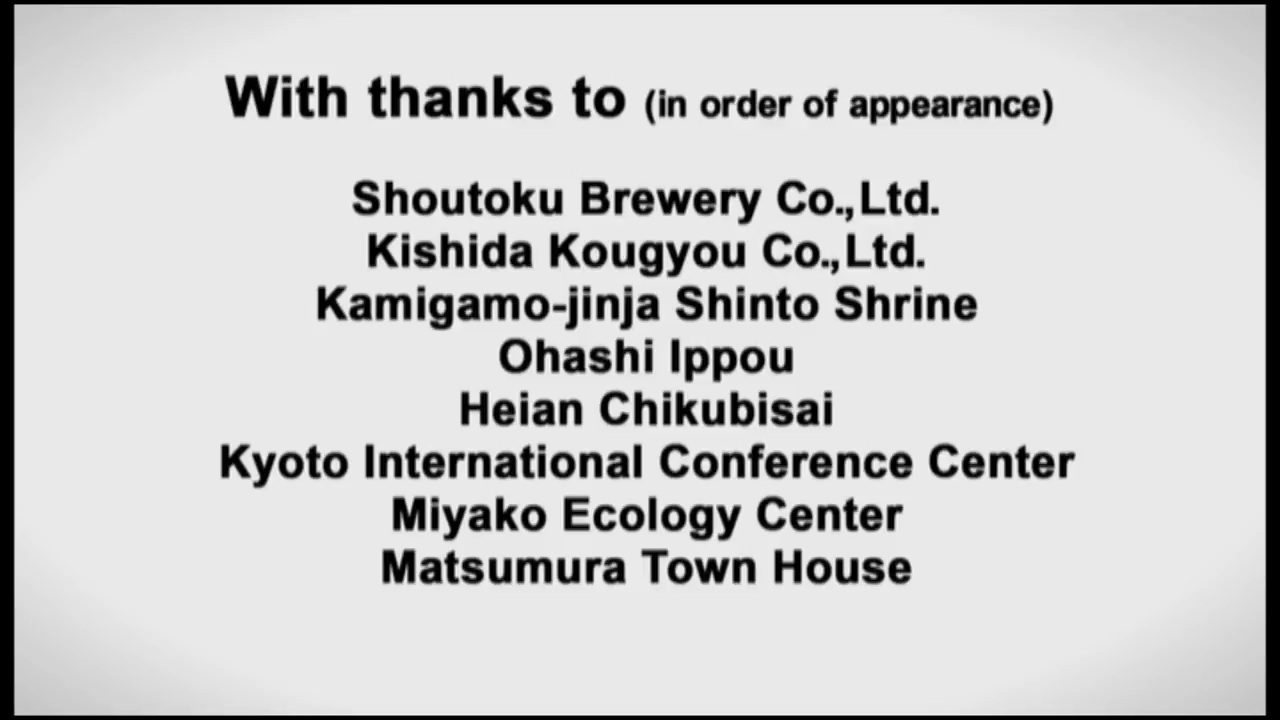 With thanks to (in order of appearance)
Shoutoku Brewery Co.,Ltd.
Kishida Kougyou Co.,Ltd.
Kamigamo-jinja Shinto Shrine
Ohashi Ippou
Heian Chikubisai
Kyoto International Conference Center
Miyako Ecology Center
Matsumura Town House